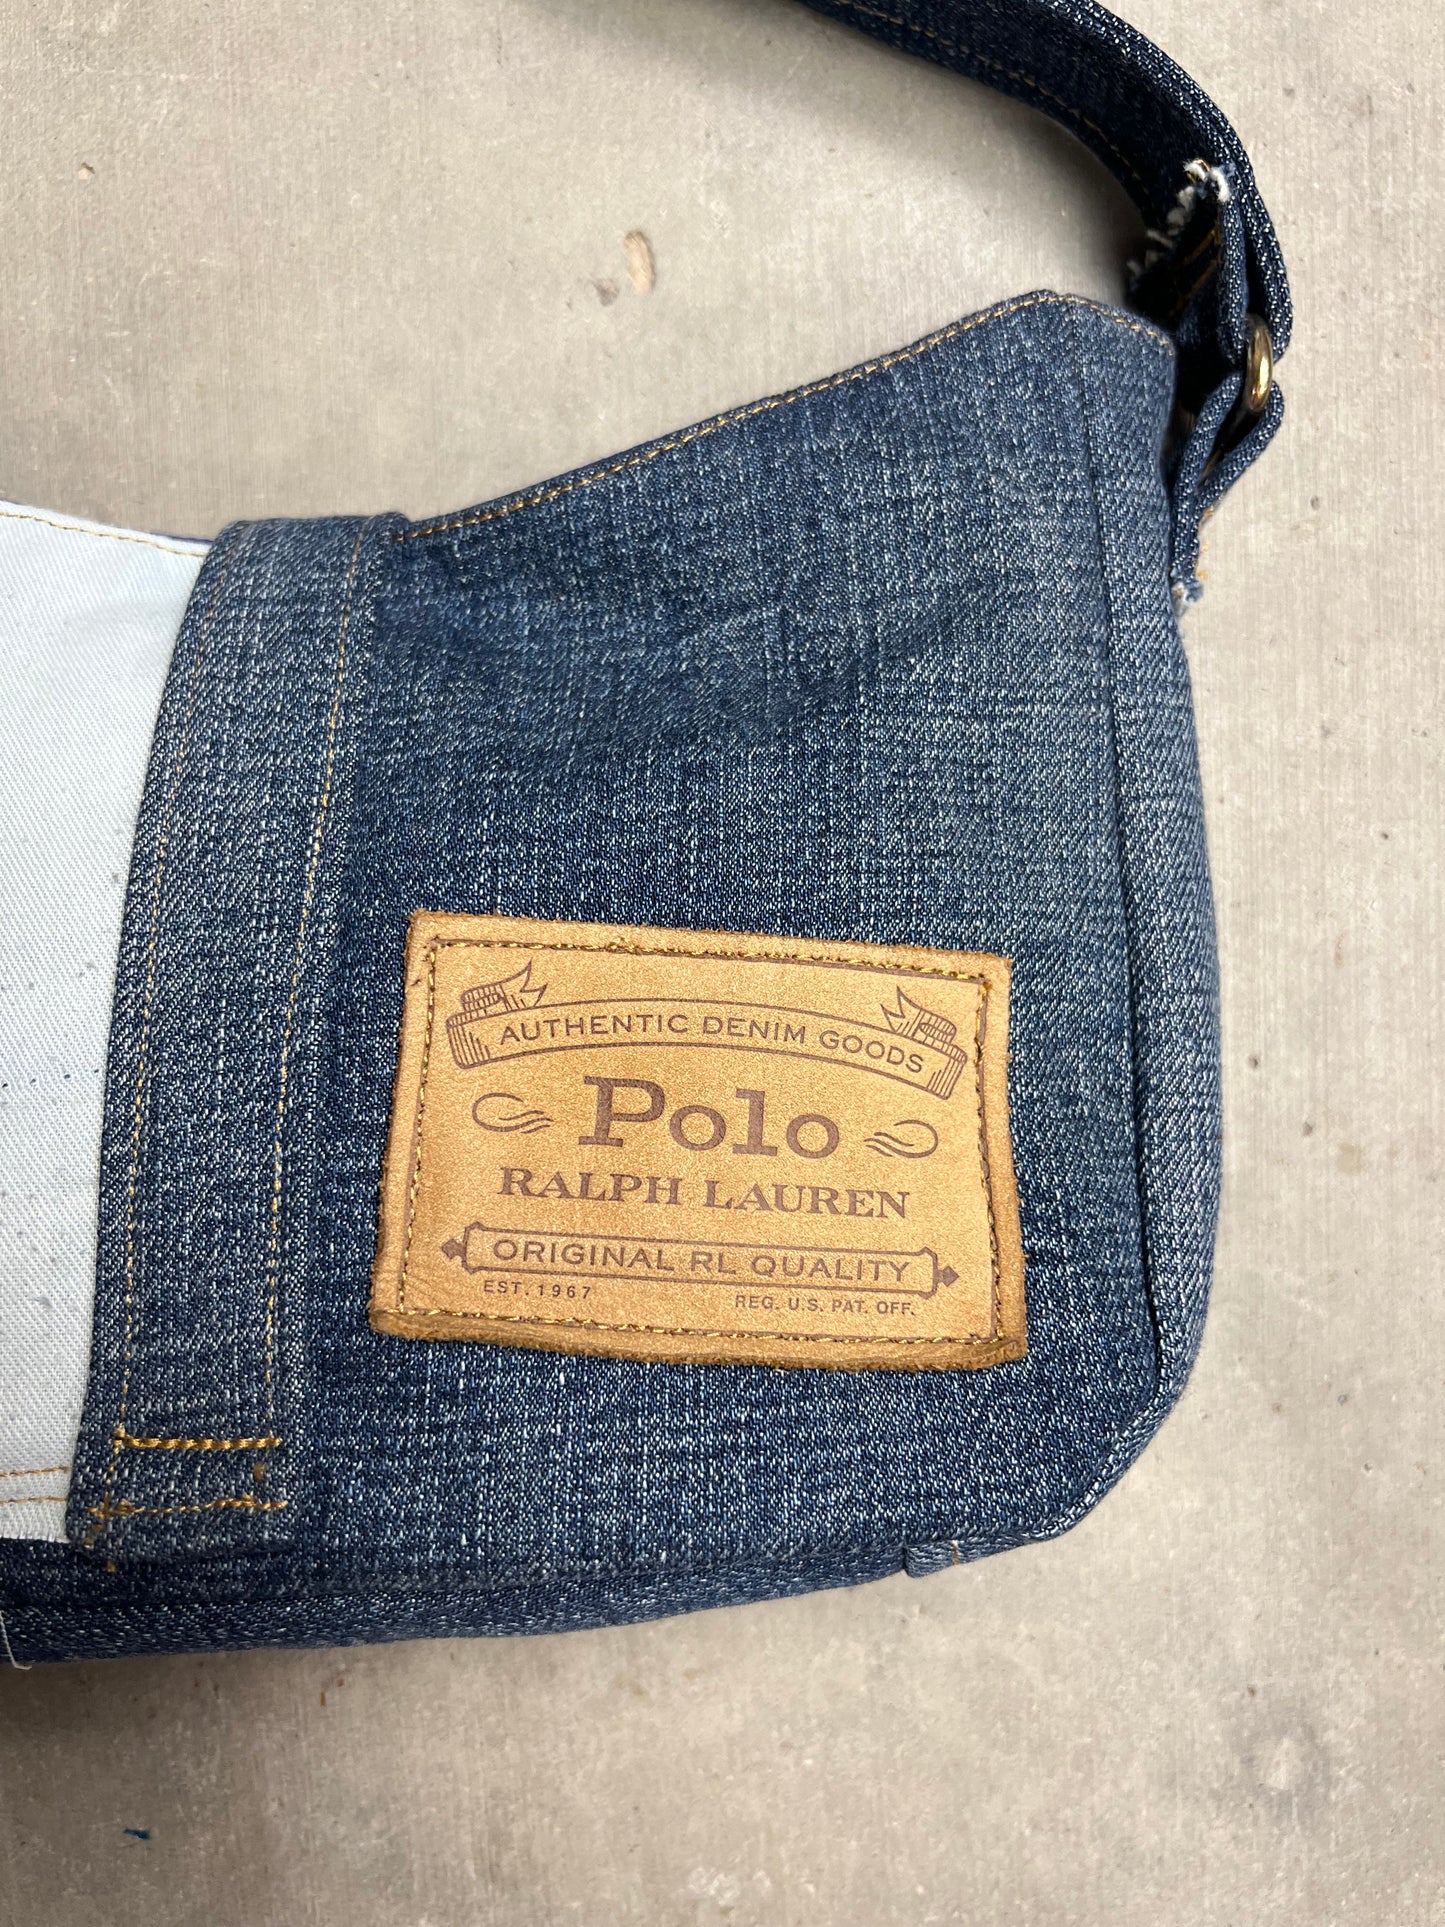 AUTHENTIC DENIM GOODS
Polo
RALPH LAUREN
ORIGINAL RL QUALITY
EST. 1967 REG. U.S. PAT. OFF.